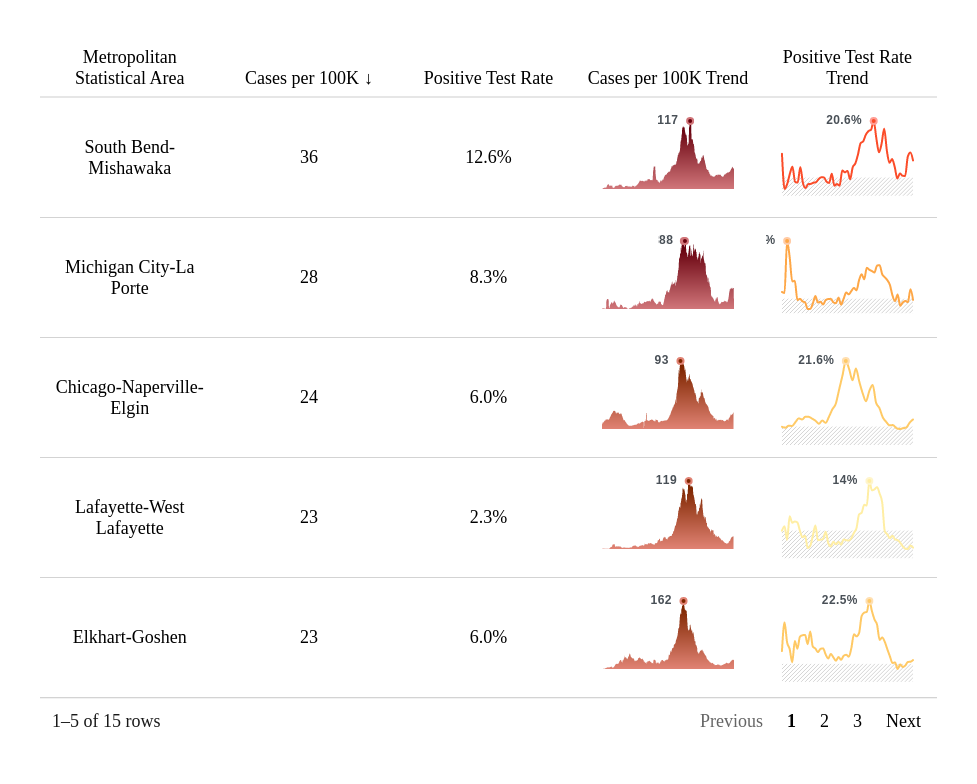 Metropolitan
Statistical Area
Cases per 100K ↓
Positive Test Rate
Cases per 100K Trend
Positive Test Rate
Trend
South Bend-
Mishawaka
36
12.6%
117
20.6%
Michigan City-La
Porte
28
8.3%
88
%
Chicago-Naperville-
Elgin
24
6.0%
93
21.6%
Lafayette-West
Lafayette
23
2.3%
119
14%
Elkhart-Goshen
23
6.0%
162
22.5%
1–5 of 15 rows
Previous 1 2 3 Next